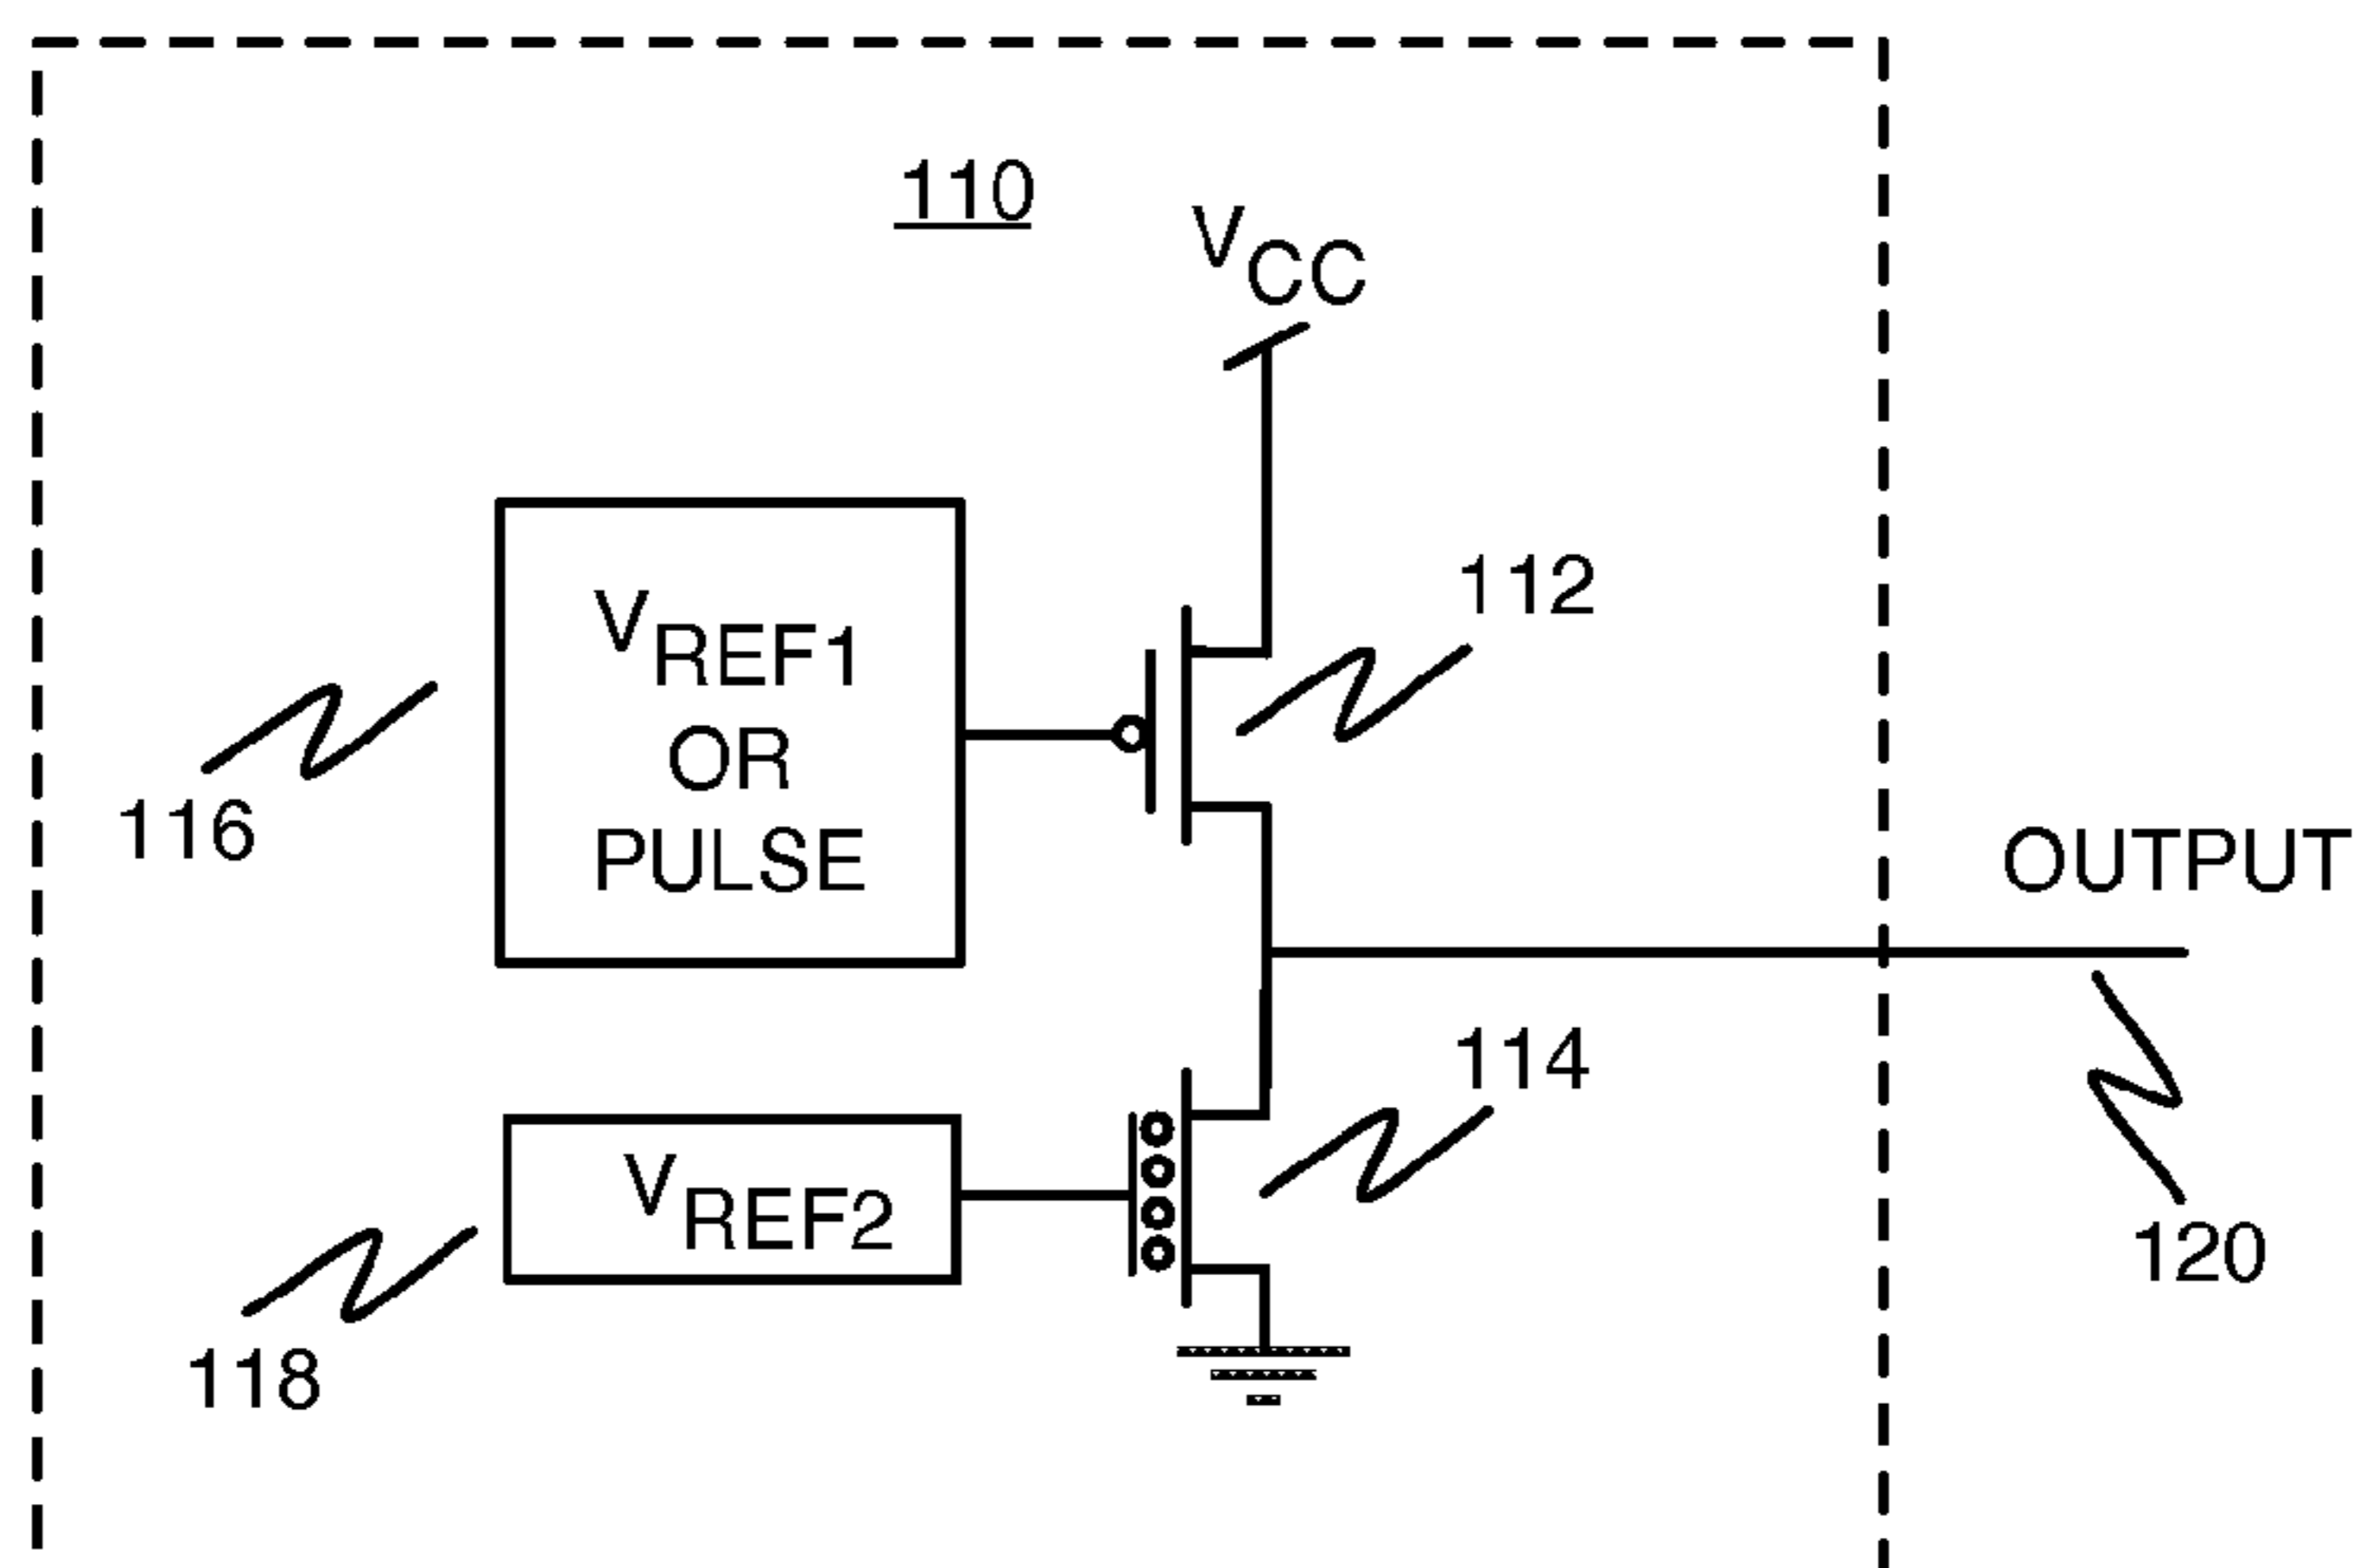 110
VCC
112
VREF1
OR
PULSE
116
OUTPUT
114
VREF2
120
118